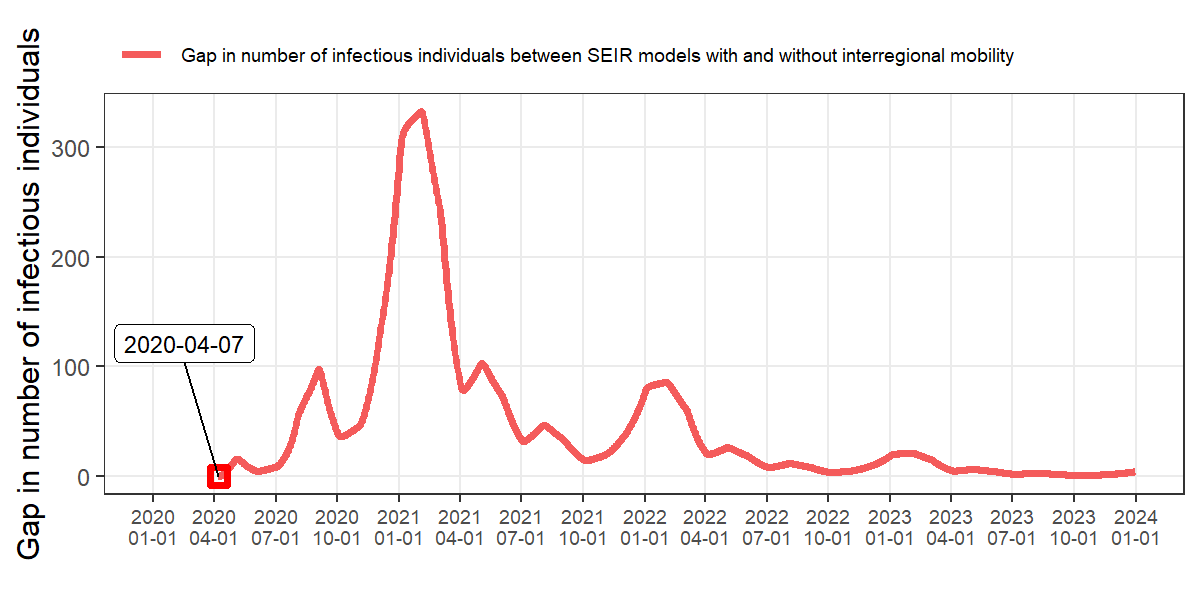 Gap in number of infectious individuals between SEIR models with and without interregional mobility
Gap in number of infectious individuals
300
200
100
0
2020-04-07
2020 2020 2020 2020 2021 2021 2021 2021 2022 2022 2022 2022 2023 2023 2023 2023 2024
01-01 04-01 07-01 10-01 01-01 04-01 07-01 10-01 01-01 04-01 07-01 10-01 01-01 04-01 07-01 10-01 01-01